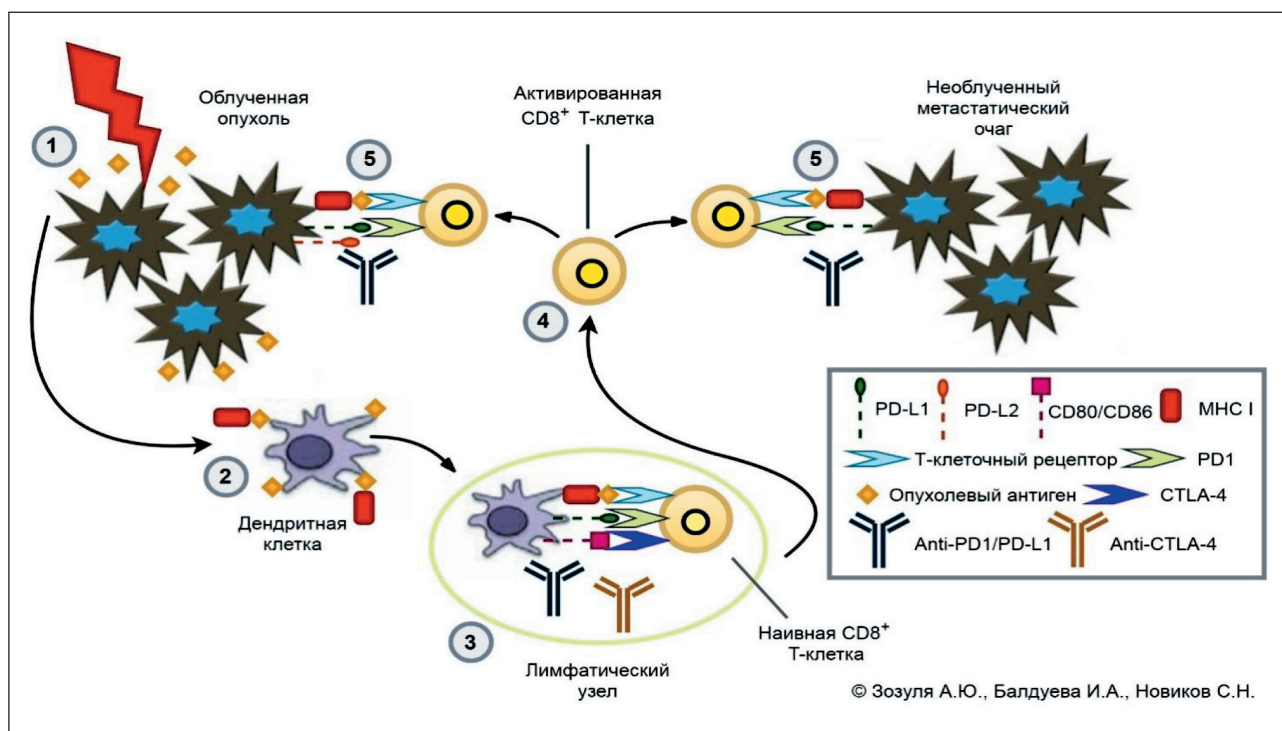 1
Облученная
опухоль
5
Активированная
CD8+ Т-клетка
Необлученный
метастатический
очаг
5
4
2
Дендритная
клетка
3
Лимфатический
узел
Наивная CD8+
Т-клетка
PD-L1
PD-L2
CD80/CD86
MHC I
Т-клеточный рецептор
PD1
Опухолевый антиген
CTLA-4
Anti-PD1/PD-L1
Anti-CTLA-4
© Зозуля А.Ю., Балдуева И.А., Новиков С.Н.